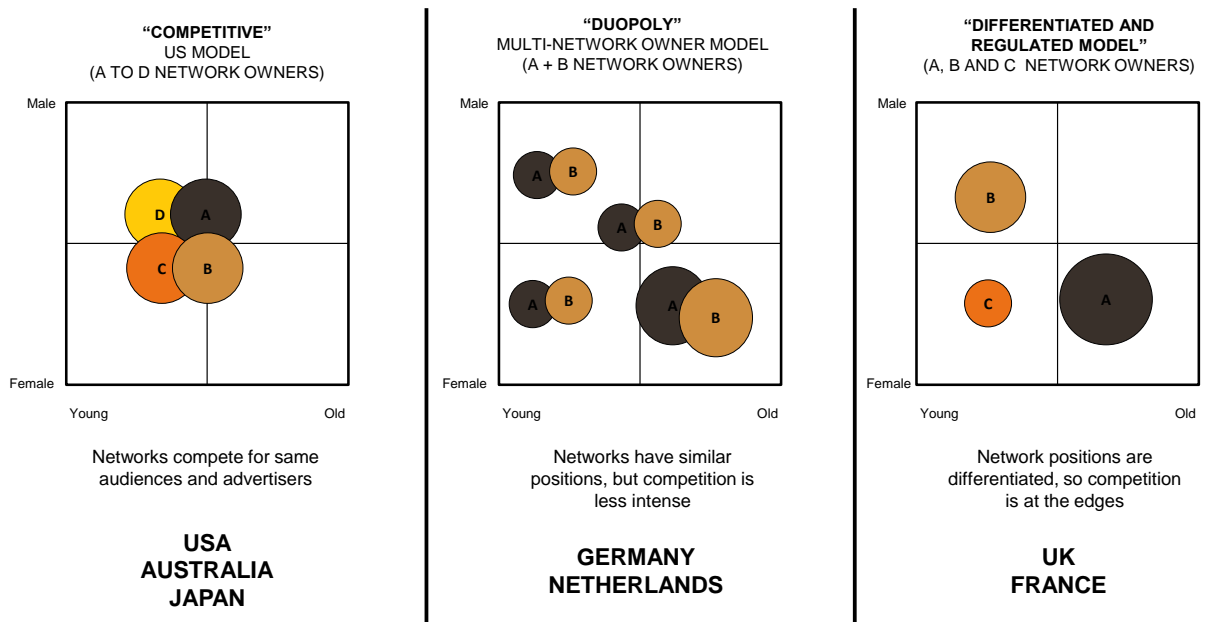 “COMPETITIVE”
US MODEL
(A TO D NETWORK OWNERS)
Male
D
A
C
B
Female
Young
Old
Networks compete for same
audiences and advertisers
USA
AUSTRALIA
JAPAN
“DUOPOLY”
MULTI-NETWORK OWNER MODEL
(A + B NETWORK OWNERS)
Male
A
B
A
B
A
B
A
B
Female
Young
Old
Networks have similar
positions, but competition is
less intense
GERMANY
NETHERLANDS
“DIFFERENTIATED AND
REGULATED MODEL”
(A, B AND C NETWORK OWNERS)
Male
B
C
A
Female
Young
Old
Network positions are
differentiated, so competition
is at the edges
UK
FRANCE